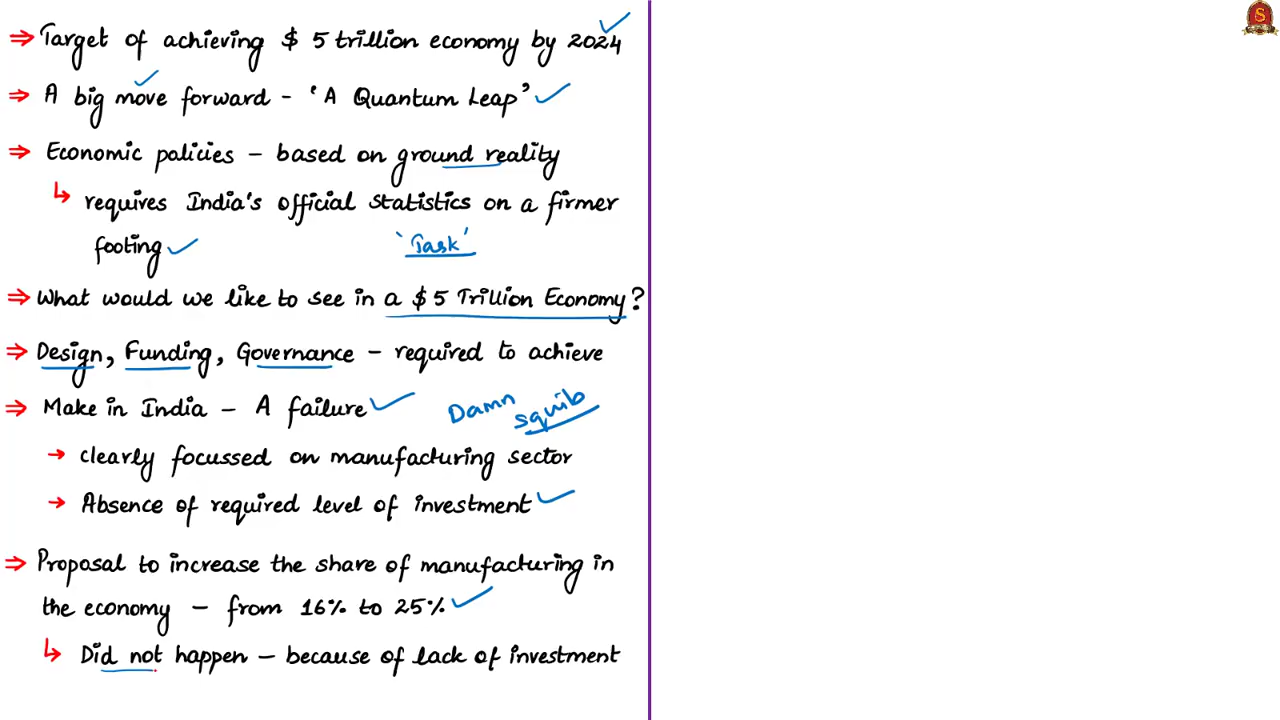 ⇒ Target of achieving $ 5 trillion economy by 2024
⇒ A big move forward - 'A Quantum Leap'
⇒ Economic policies - based on ground reality
↳ requires India's official statistics on a firmer
footing
'Task'
⇒ What would we like to see in a $ 5 Trillion Economy?
⇒ Design, Funding, Governance - required to achieve
⇒ Make in India - A failure
Damn
squib
→ clearly focussed on manufacturing sector
→ Absence of required level of investment
⇒ Proposal to increase the share of manufacturing in
the economy - from 16% to 25%
↳ Did not happen - because of lack of investment
S